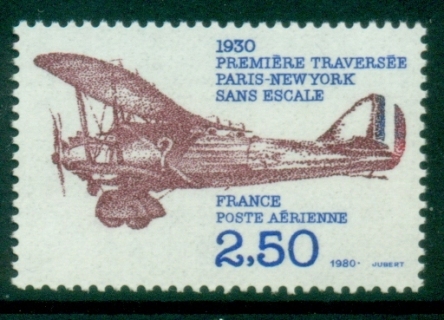 1930
PREMIÈRE TRAVERSÉE
PARIS-NEW YORK
SANS ESCALE
?
FRANCE
POSTE AÉRIENNE
2,50
1980 · JUBERT